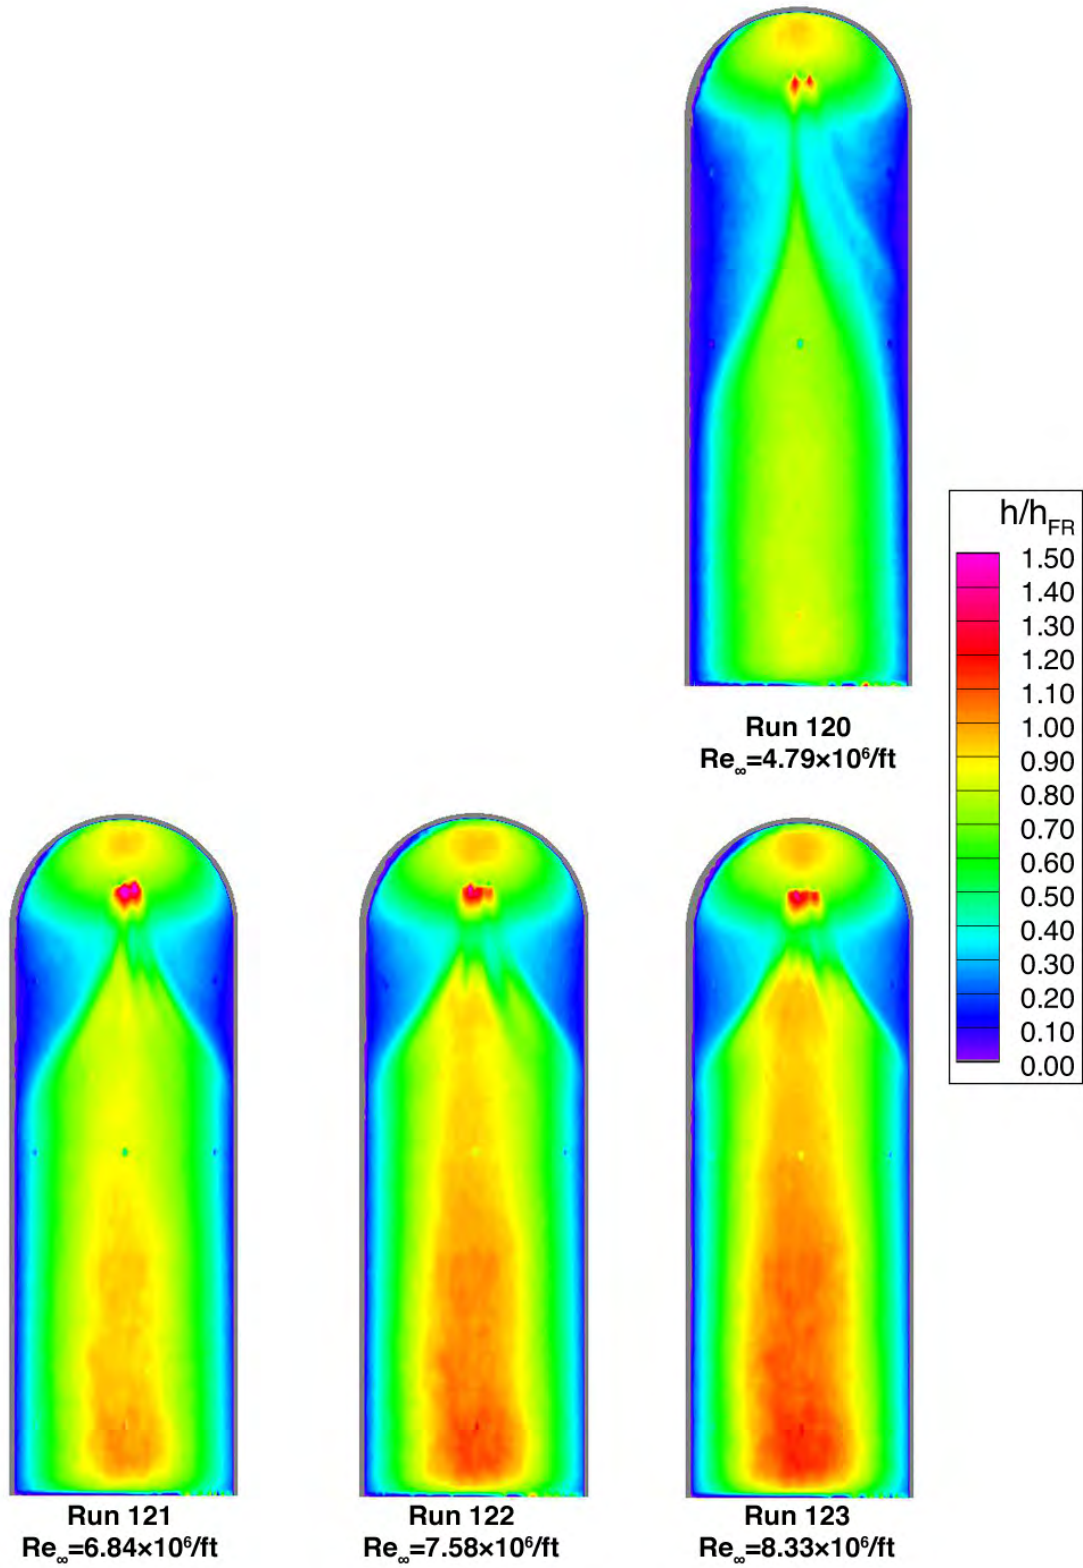 h/hFR
1.50
1.40
1.30
1.20
1.10
1.00
0.90
0.80
0.70
0.60
0.50
0.40
0.30
0.20
0.10
0.00
Run 120
Re∞=4.79×10⁶/ft
Run 121
Re∞=6.84×10⁶/ft
Run 122
Re∞=7.58×10⁶/ft
Run 123
Re∞=8.33×10⁶/ft